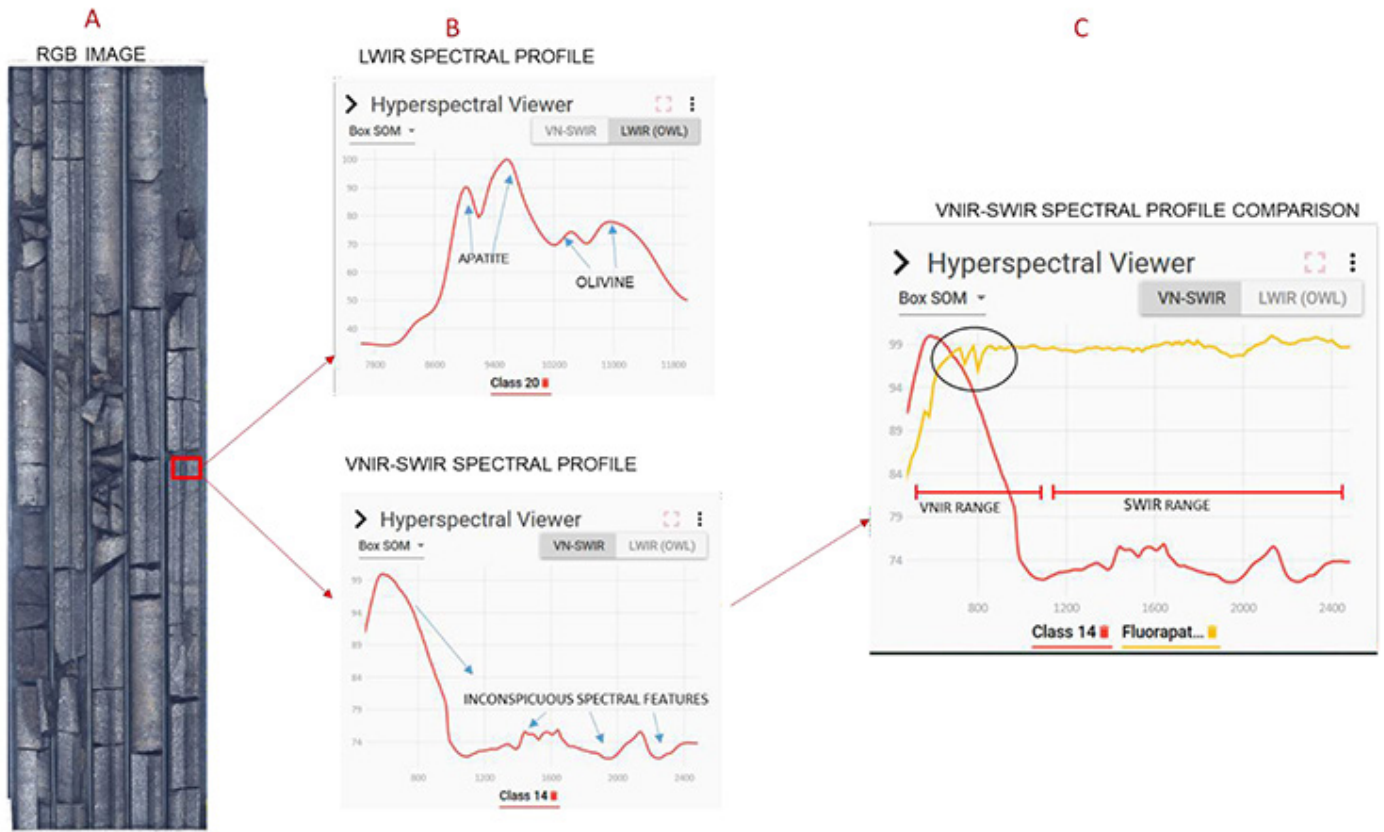 A
RGB IMAGE
B
LWIR SPECTRAL PROFILE
Hyperspectral Viewer
Box SOM
VN-SWIR LWIR (OWL)
100
80
70
50
40
APATITE
OLIVINE
7800 8600 9400 10200 11000 11800
Class 20
VNIR-SWIR SPECTRAL PROFILE
Hyperspectral Viewer
Box SOM
VN-SWIR LWIR (OWL)
99
94
89
84
74
INCONSPICUOUS SPECTRAL FEATURES
800 1200 1600 2000 2400
Class 14
C
VNIR-SWIR SPECTRAL PROFILE COMPARISON
Hyperspectral Viewer
Box SOM
VN-SWIR LWIR (OWL)
99
94
89
84
VNIR RANGE SWIR RANGE
79
74
800 1200 1600 2000 2400
Class 14 Fluorapat...